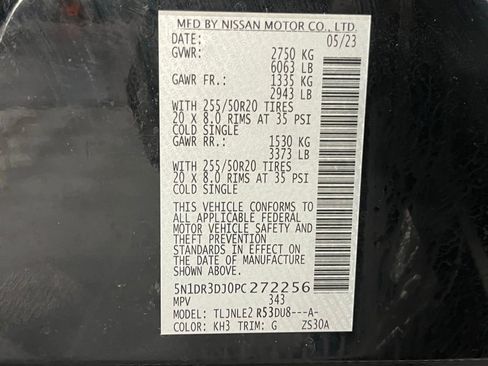 MFD BY NISSAN MOTOR CO., LTD.
DATE: 05/23
GVWR: 2750 KG
6063 LB
GAWR FR.: 1335 KG
2943 LB
WITH 255/50R20 TIRES
20 X 8.0 RIMS AT 35 PSI
COLD SINGLE
GAWR RR.: 1530 KG
3373 LB
WITH 255/50R20 TIRES
20 X 8.0 RIMS AT 35 PSI
COLD SINGLE
THIS VEHICLE CONFORMS TO
ALL APPLICABLE FEDERAL
MOTOR VEHICLE SAFETY AND
THEFT PREVENTION
STANDARDS IN EFFECT ON
THE DATE OF MANUFACTURE
SHOWN ABOVE.
5N1DR3DJ0PC272256
MPV 343
MODEL: TLJNLE2 R53DU8---A-
COLOR: KH3 TRIM: G ZS30A